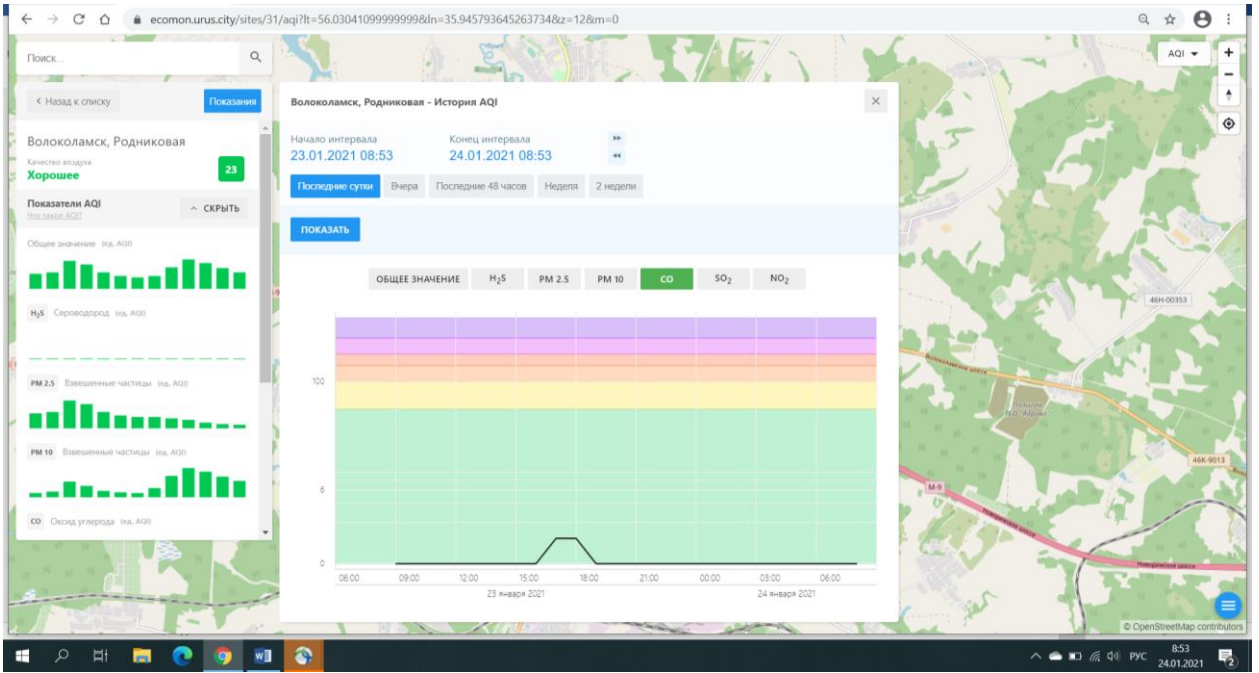 ecomon.urus.city/sites/31/aqi?lt=56.03041099999999&ln=35.945793645263734&z=12&m=0
Поиск...
AQI
< Назад к списку
Показания
Волоколамск, Родниковая
Качество воздуха
Хорошее
23
Показатели AQI
Что такое AQI?
СКРЫТЬ
Общее значение (ед. AQI)
H₂S Сероводород (ед. AQI)
PM 2.5 Взвешенные частицы (ед. AQI)
PM 10 Взвешенные частицы (ед. AQI)
CO Оксид углерода (ед. AQI)
Волоколамск, Родниковая - История AQI
Начало интервала
Конец интервала
23.01.2021 08:53
24.01.2021 08:53
Последние сутки
Вчера
Последние 48 часов
Неделя
2 недели
ПОКАЗАТЬ
ОБЩЕЕ ЗНАЧЕНИЕ
H₂S
PM 2.5
PM 10
CO
SO₂
NO₂
100
6
0
06:00 09:00 12:00 15:00 18:00 21:00 00:00 03:00 06:00
23 января 2021
24 января 2021
46Н-00353
Волоколамское шоссе
46К-9013
М-9
Новорижское шоссе
Новорижское шоссе
© OpenStreetMap contributors
РУС
8:53
24.01.2021
2